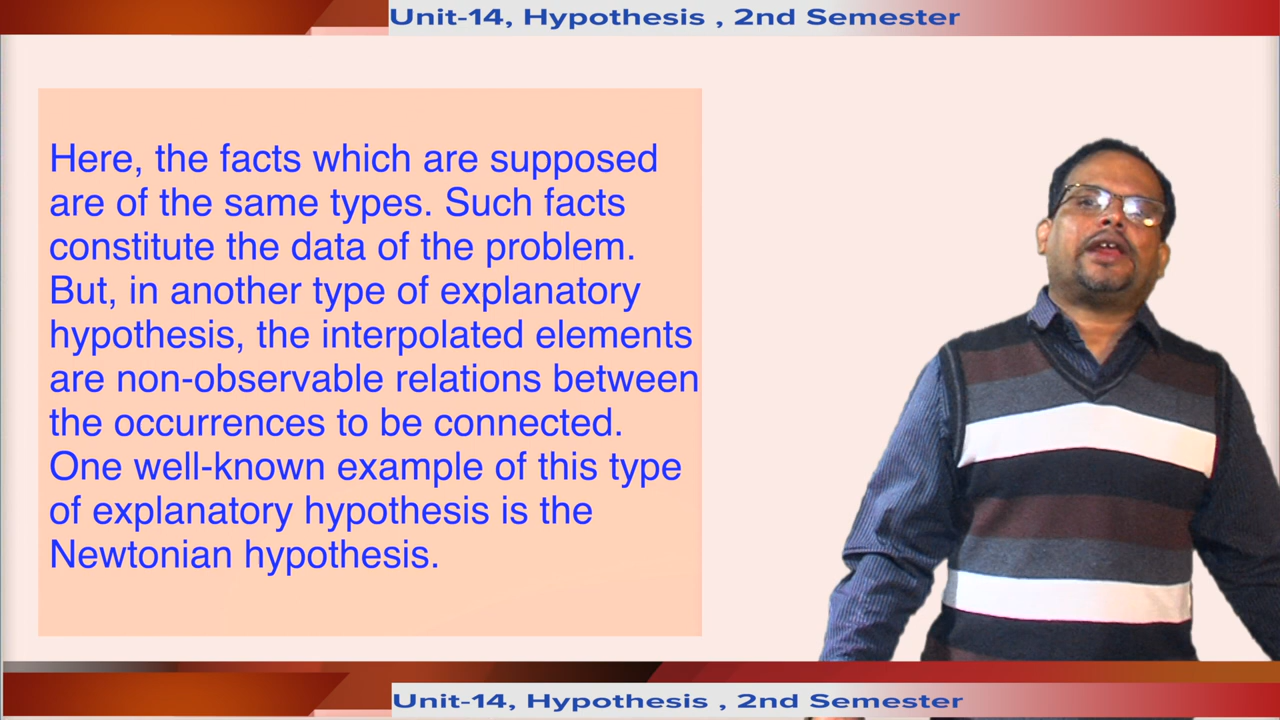 Unit-14, Hypothesis , 2nd Semester
Here, the facts which are supposed
are of the same types. Such facts
constitute the data of the problem.
But, in another type of explanatory
hypothesis, the interpolated elements
are non-observable relations between
the occurrences to be connected.
One well-known example of this type
of explanatory hypothesis is the
Newtonian hypothesis.
Unit-14, Hypothesis , 2nd Semester